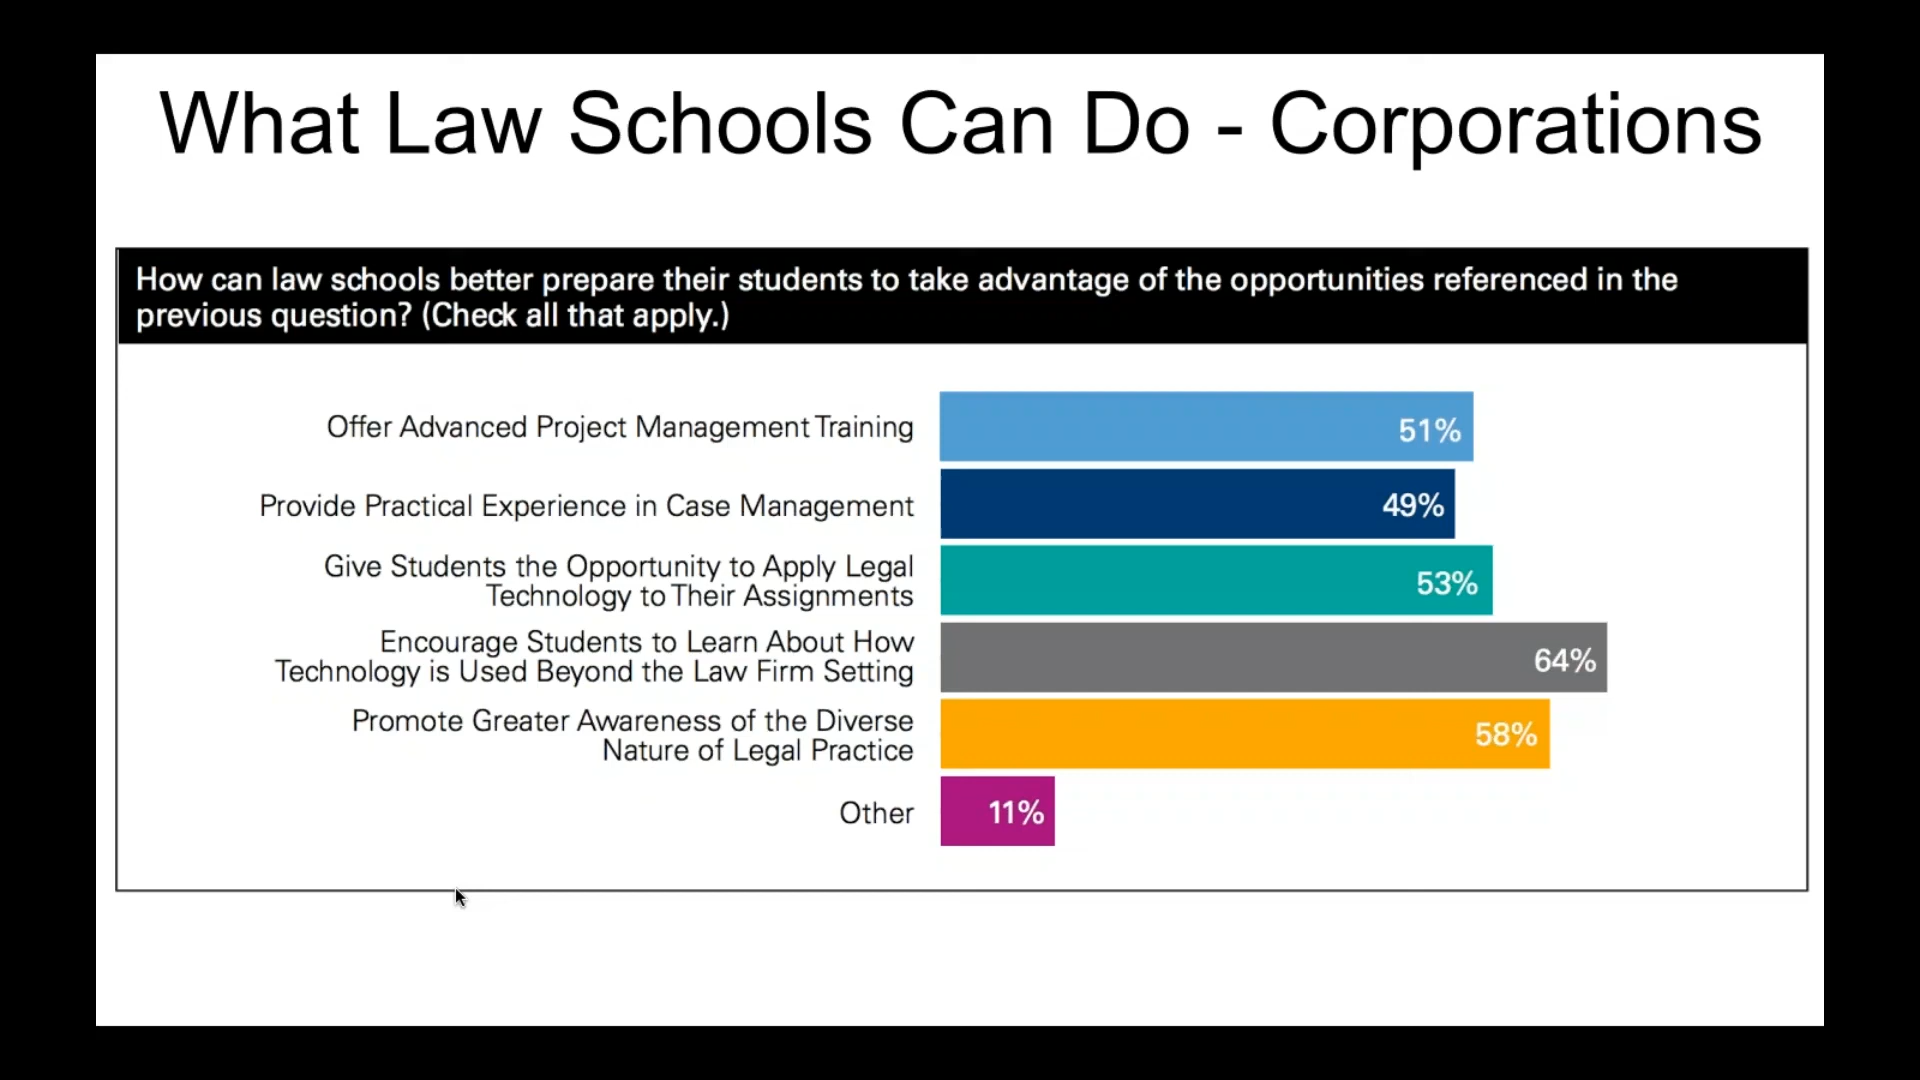 What Law Schools Can Do - Corporations
How can law schools better prepare their students to take advantage of the opportunities referenced in the
previous question? (Check all that apply.)
Offer Advanced Project Management Training
51%
Provide Practical Experience in Case Management
49%
Give Students the Opportunity to Apply Legal
Technology to Their Assignments
53%
Encourage Students to Learn About How
Technology is Used Beyond the Law Firm Setting
64%
Promote Greater Awareness of the Diverse
Nature of Legal Practice
58%
Other
11%